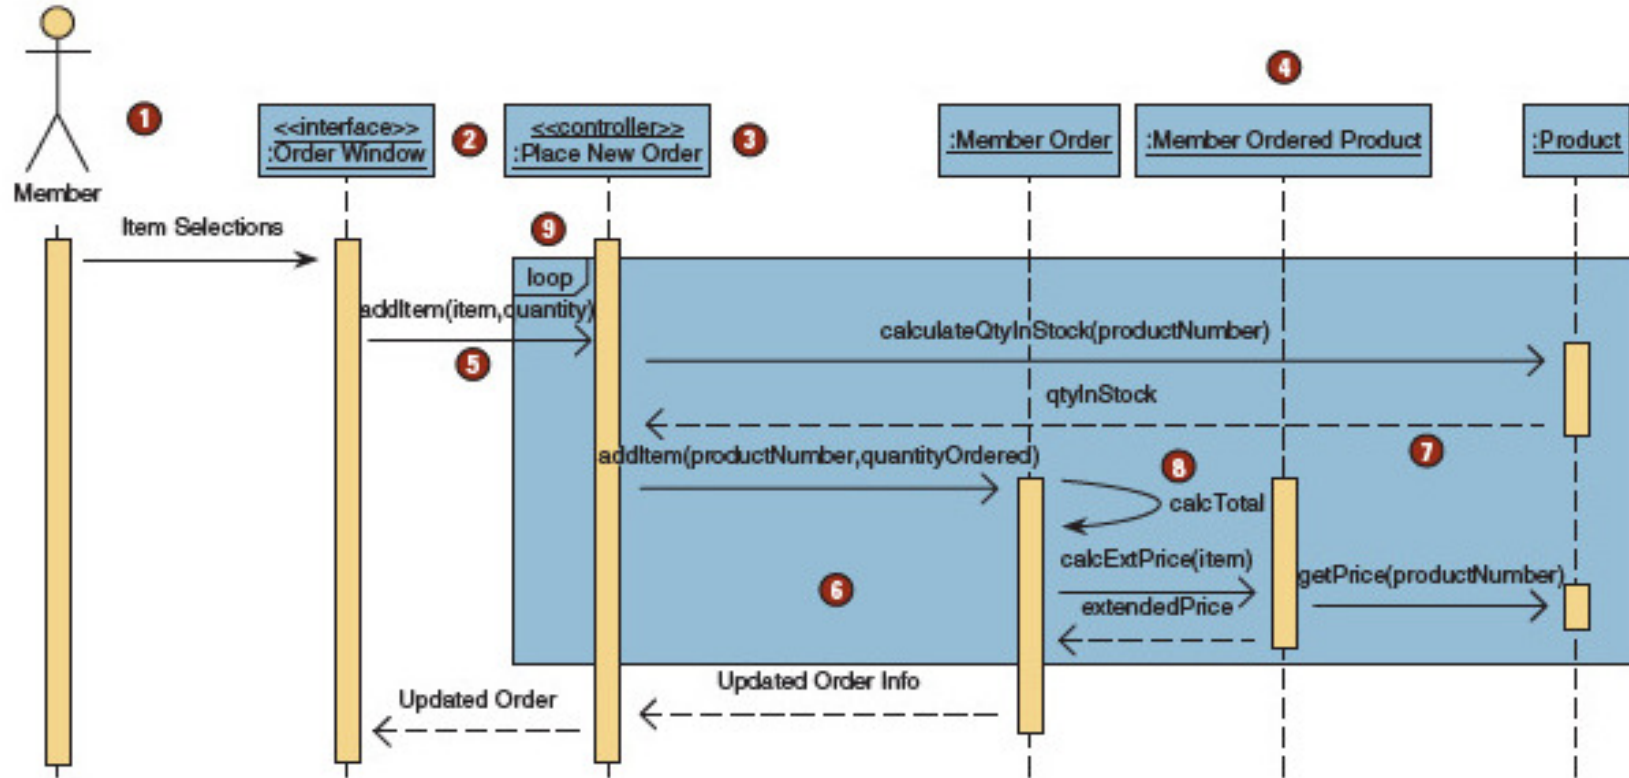 4
1
<<interface>>
:Order Window
2
<<controller>>
:Place New Order
3
:Member Order
:Member Ordered Product
:Product
Member
Item Selections
9
loop
addItem(item,quantity)
5
calculateQtyInStock(productNumber)
qtyInStock
7
addItem(productNumber,quantityOrdered)
8
calcTotal
calcExtPrice(item)
getPrice(productNumber)
6
extendedPrice
Updated Order Info
Updated Order